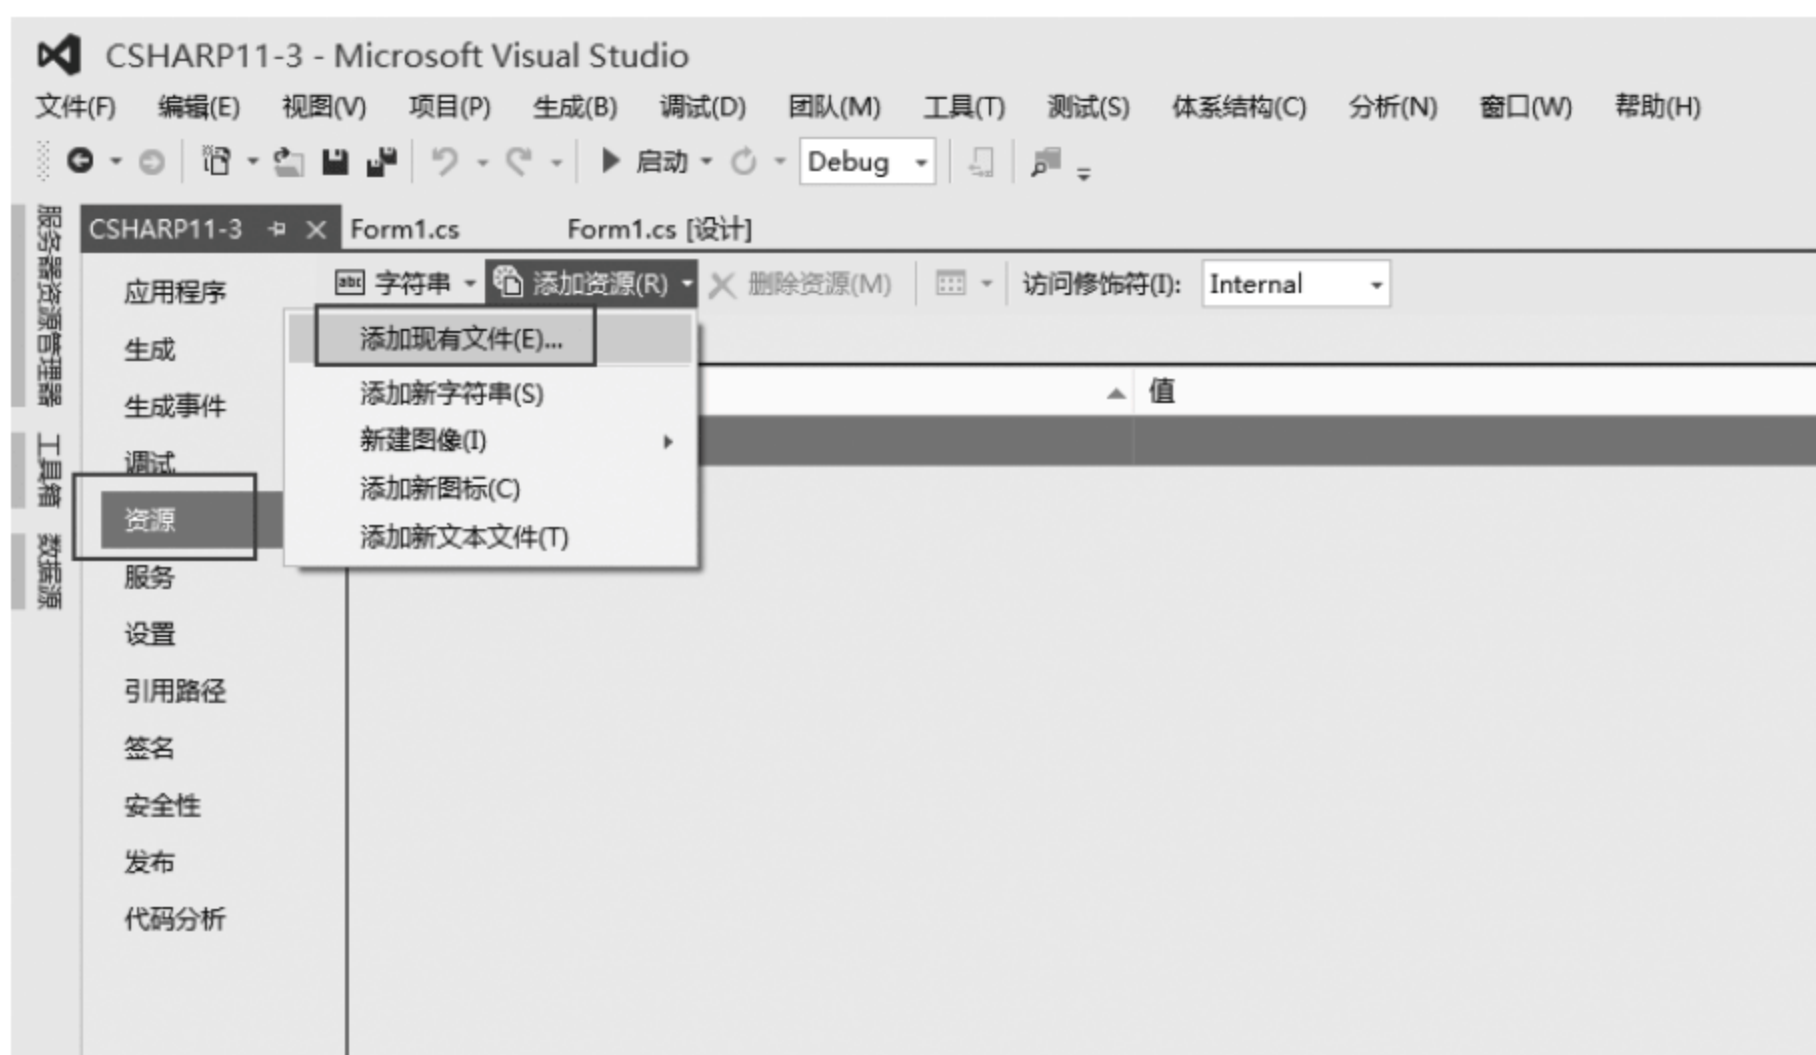 CSHARP11-3 - Microsoft Visual Studio
文件(F) 编辑(E) 视图(V) 项目(P) 生成(B) 调试(D) 团队(M) 工具(T) 测试(S) 体系结构(C) 分析(N) 窗口(W) 帮助(H)
启动 Debug
服务器资源管理器
工具箱
数据源
CSHARP11-3 Form1.cs Form1.cs [设计]
应用程序
生成
生成事件
调试
资源
服务
设置
引用路径
签名
安全性
发布
代码分析
abc 字符串 添加资源(R) 删除资源(M) 访问修饰符(I): Internal
添加现有文件(E)...
添加新字符串(S)
新建图像(I)
添加新图标(C)
添加新文本文件(T)
值